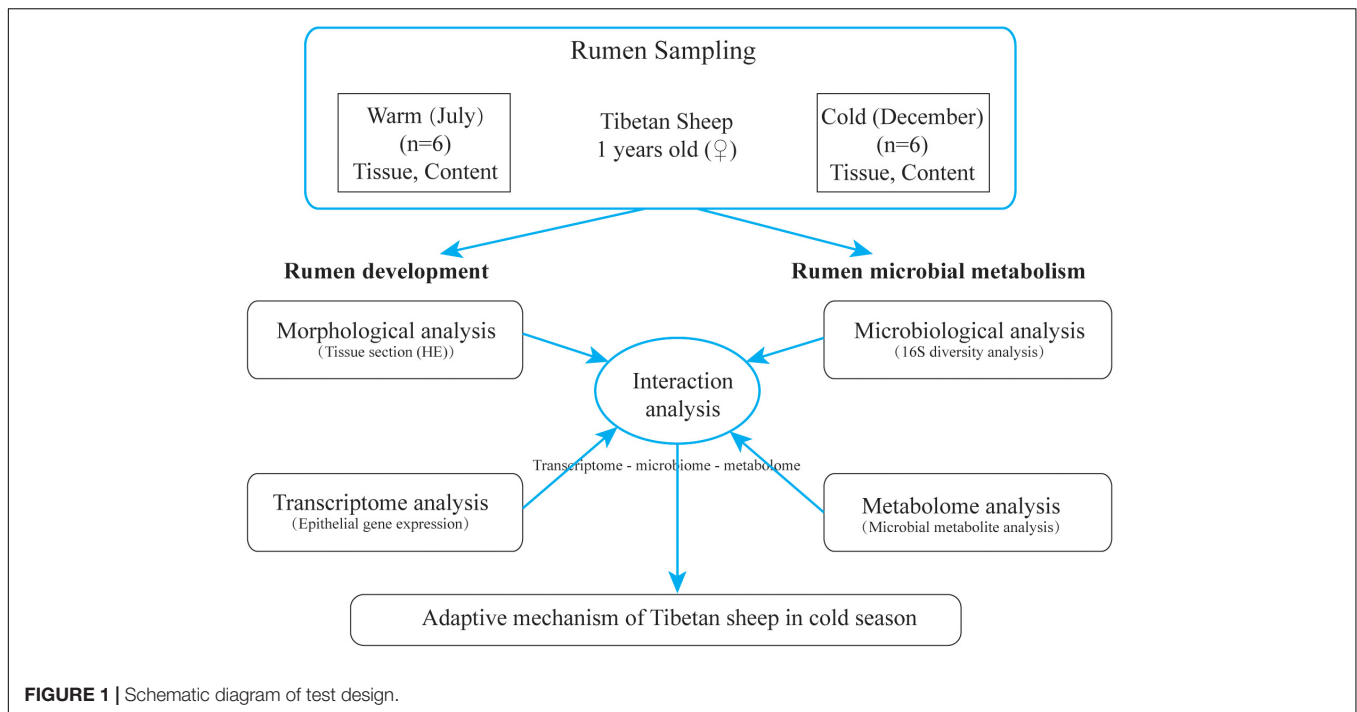 Rumen Sampling
Warm (July)
(n=6)
Tissue, Content
Tibetan Sheep
1 years old (♀)
Cold (December)
(n=6)
Tissue, Content
Rumen development
Rumen microbial metabolism
Morphological analysis
(Tissue section (HE))
Microbiological analysis
(16S diversity analysis)
Interaction
analysis
Transcriptome - microbiome - metabolome
Transcriptome analysis
(Epithelial gene expression)
Metabolome analysis
(Microbial metabolite analysis)
Adaptive mechanism of Tibetan sheep in cold season
FIGURE 1 | Schematic diagram of test design.